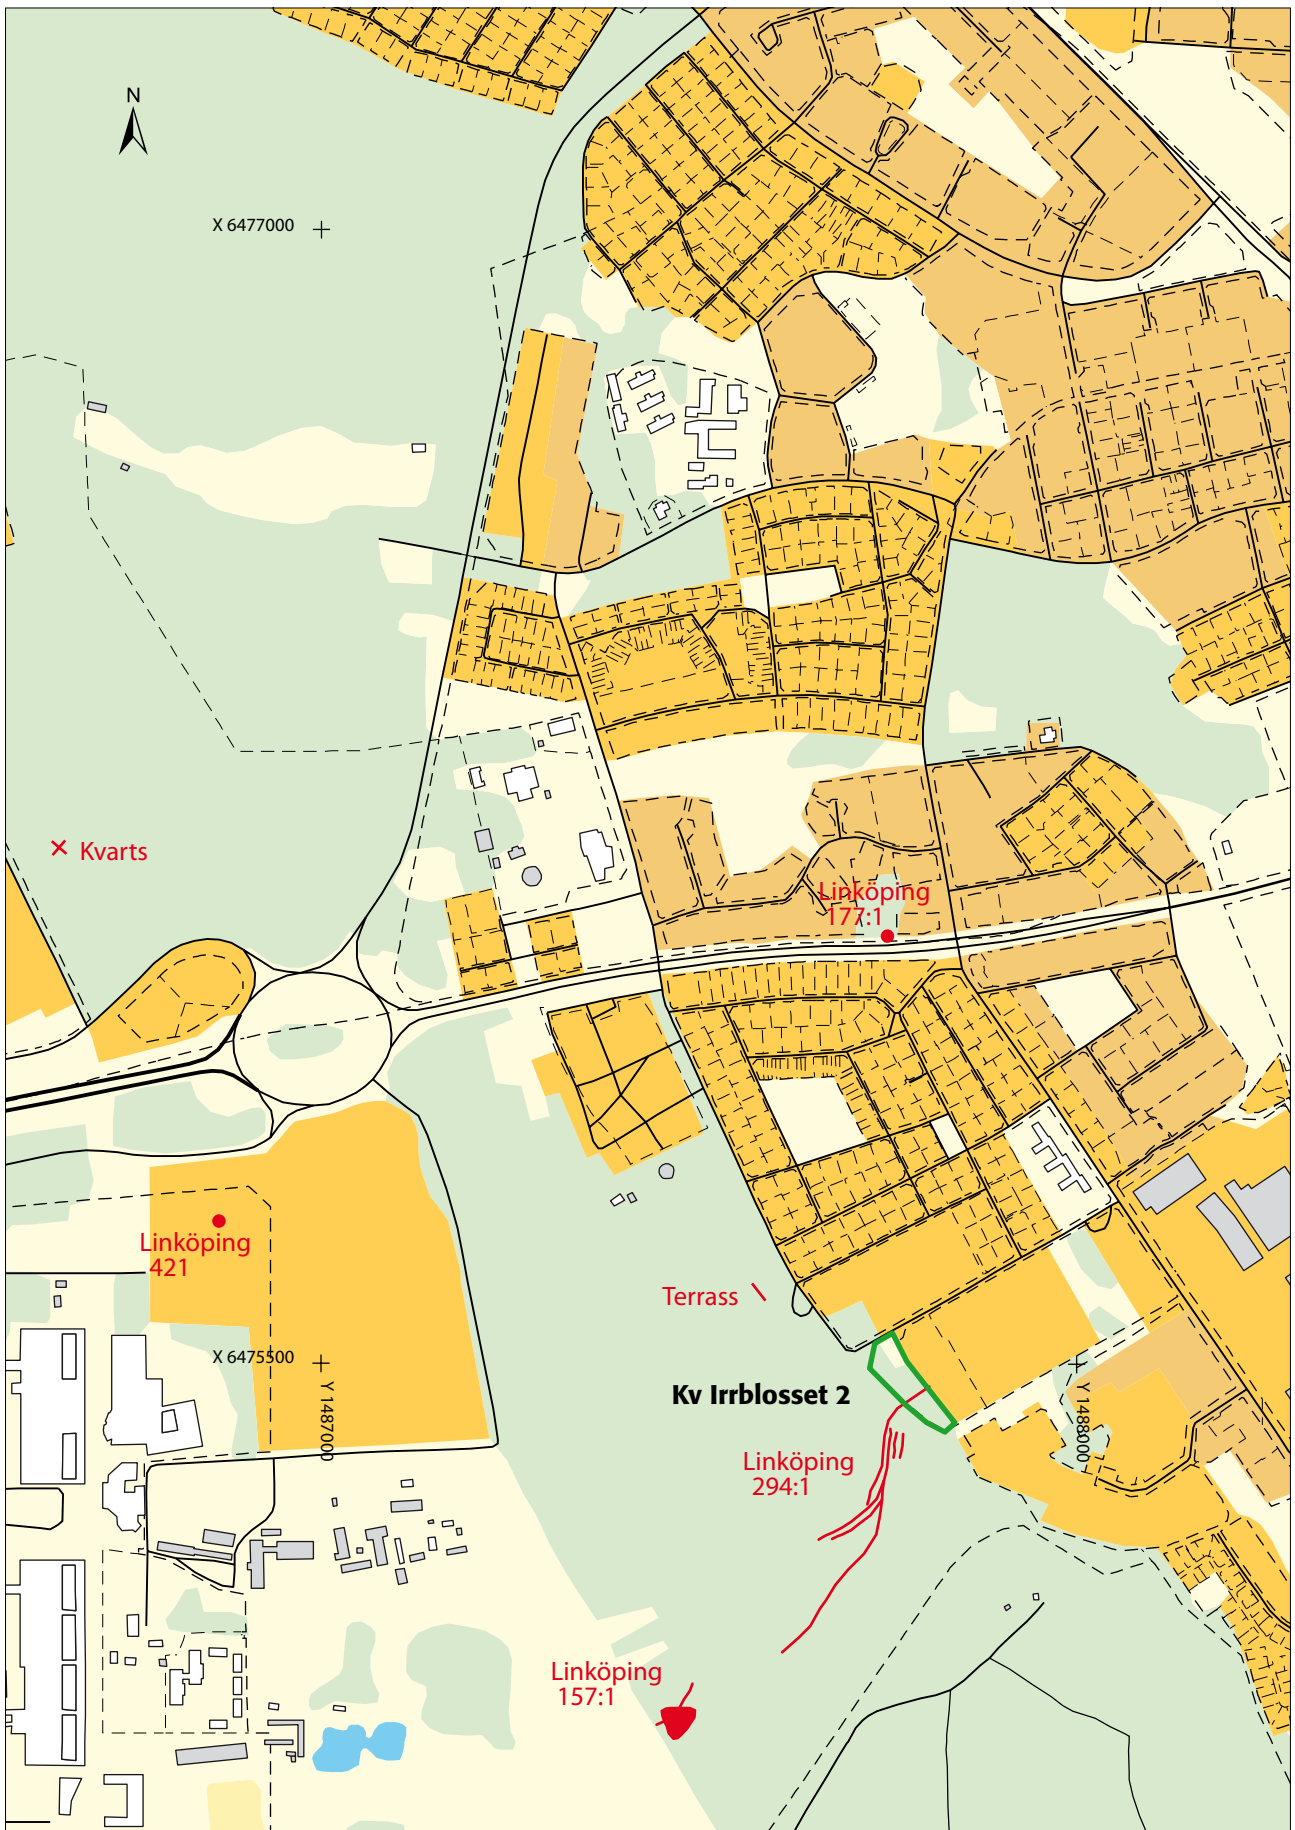 N
X 6477000
Kvarts
Linköping
177:1
Linköping
421
Terrass
X 6475500
Y 1487000
Y 1488000
Kv Irrblosset 2
Linköping
294:1
Linköping
157:1